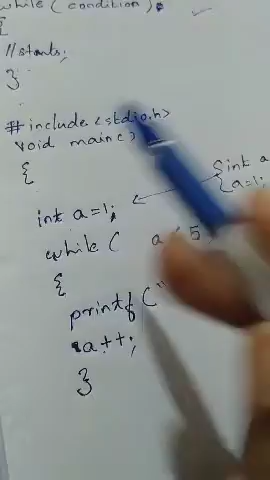 while (condition)
{
//stmts;
}
#include <stdio.h>
void main()
{
int a=1;
int a
a=1;
while ( a < 5)
{
printf ("
a++;
}